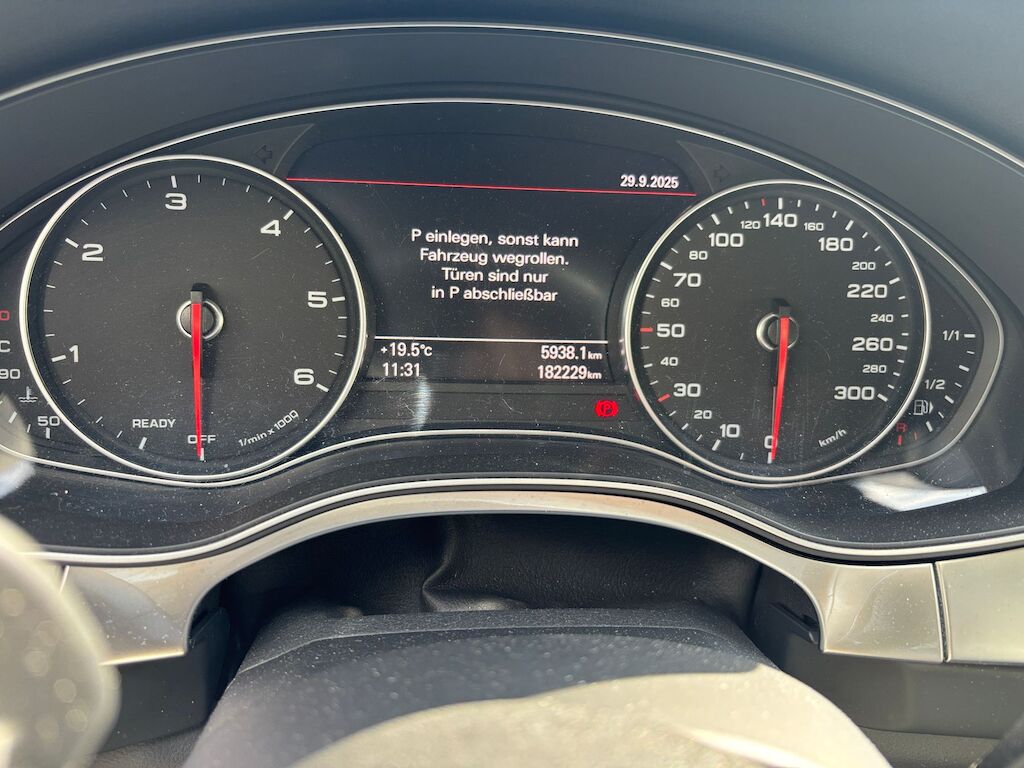 29.9.2025
P einlegen, sonst kann
Fahrzeug wegrollen.
Türen sind nur
in P abschließbar
+19.5°C 5938.1km
11:31 182229km
1
2
3
4
5
6
READY
OFF
1/min x 1000
C
90
50
0
10
20
30
40
50
60
70
80
100
120
140
160
180
200
220
240
260
280
300
km/h
1/1
1/2
R
(P)